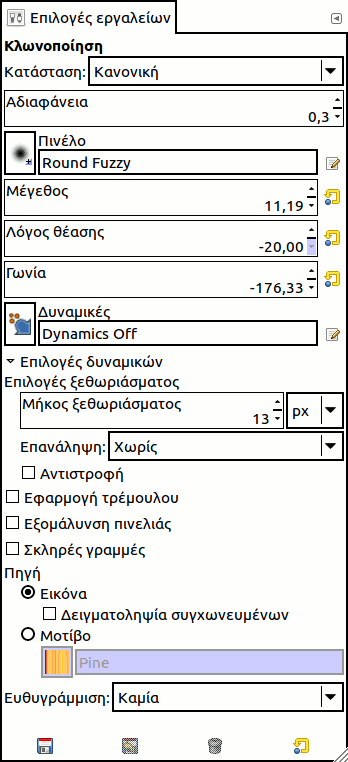 Επιλογές εργαλείων
Κλωνοποίηση
Κατάσταση: Κανονική
Αδιαφάνεια
0,3
Πινέλο
Round Fuzzy
Μέγεθος
11,19
Λόγος θέασης
-20,00
Γωνία
-176,33
Δυναμικές
Dynamics Off
Επιλογές δυναμικών
Επιλογές ξεθωριάσματος
Μήκος ξεθωριάσματος
13 px
Επανάληψη: Χωρίς
Αντιστροφή
Εφαρμογή τρέμουλου
Εξομάλυνση πινελιάς
Σκληρές γραμμές
Πηγή
Εικόνα
Δειγματοληψία συγχωνευμένων
Μοτίβο
Pine
Ευθυγράμμιση: Καμία